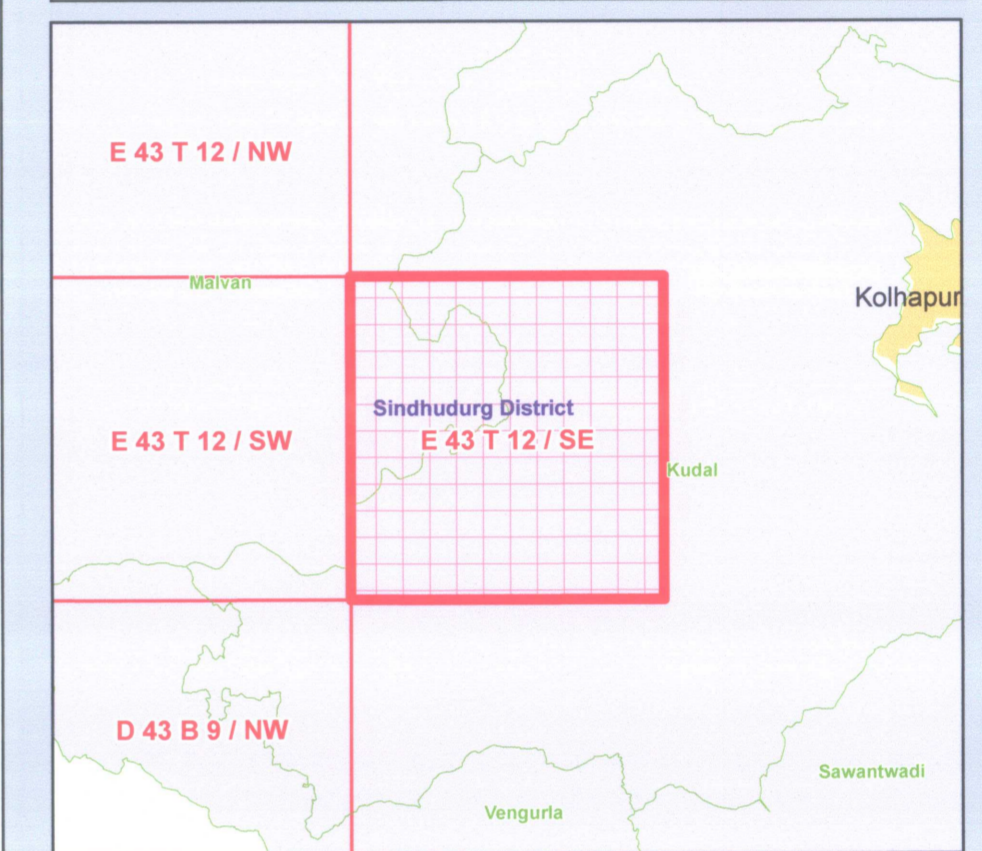 E 43 T 12 / NW
Malvan
Kolhapur
Sindhudurg District
E 43 T 12 / SW
E 43 T 12 / SE
Kudal
D 43 B 9 / NW
Sawantwadi
Vengurla